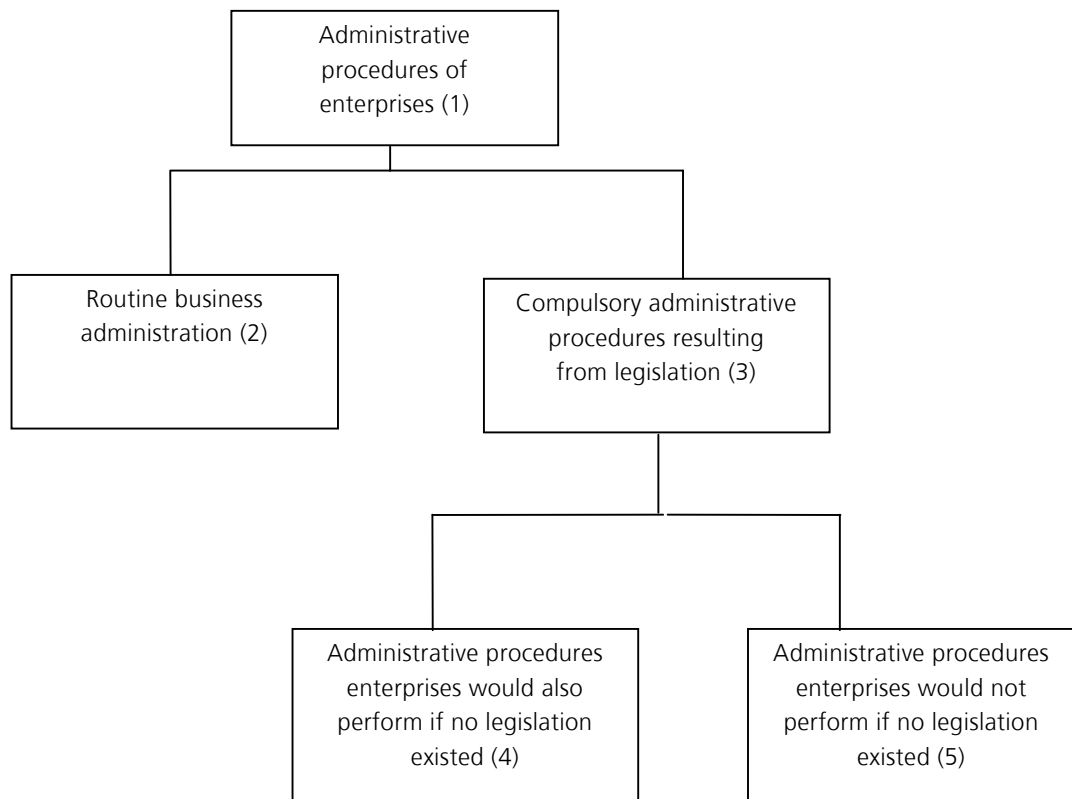 Administrative
procedures of
enterprises (1)
Routine business
administration (2)
Compulsory administrative
procedures resulting
from legislation (3)
Administrative procedures
enterprises would also
perform if no legislation
existed (4)
Administrative procedures
enterprises would not
perform if no legislation
existed (5)